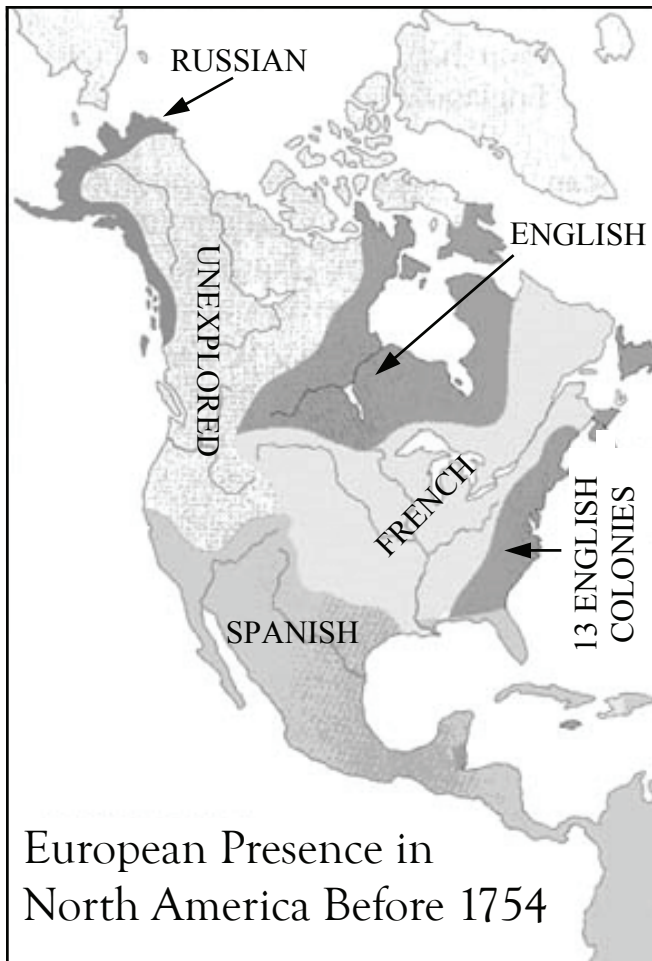 RUSSIAN
ENGLISH
UNEXPLORED
FRENCH
13 ENGLISH
COLONIES
SPANISH
European Presence in
North America Before 1754